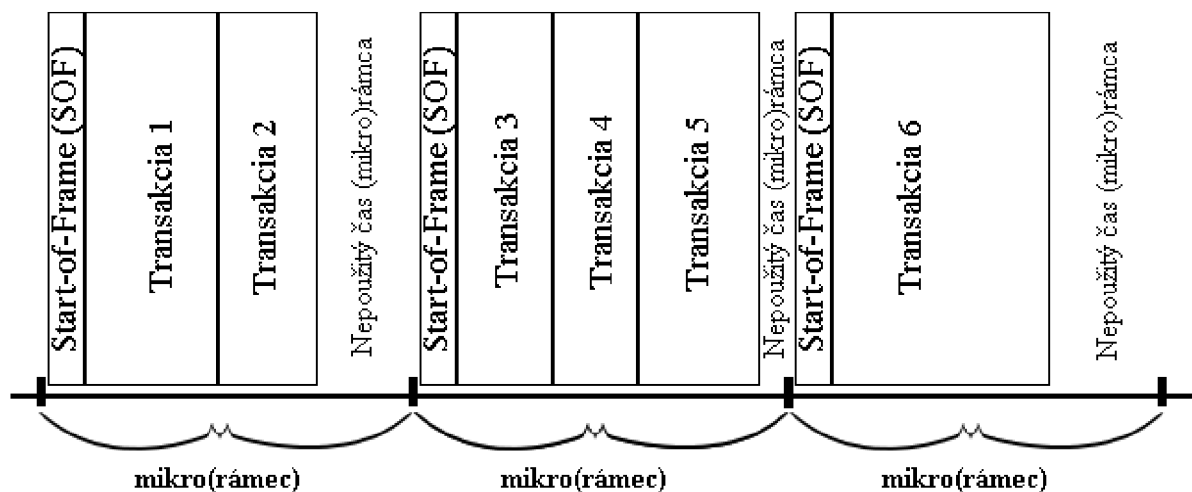 Start-of-Frame (SOF)
Transakcia 1
Transakcia 2
Nepoužitý čas (mikro)rámca
Start-of-Frame (SOF)
Transakcia 3
Transakcia 4
Transakcia 5
Nepoužitý čas (mikro)rámca
Start-of-Frame (SOF)
Transakcia 6
Nepoužitý čas (mikro)rámca
mikro(rámec)
mikro(rámec)
mikro(rámec)